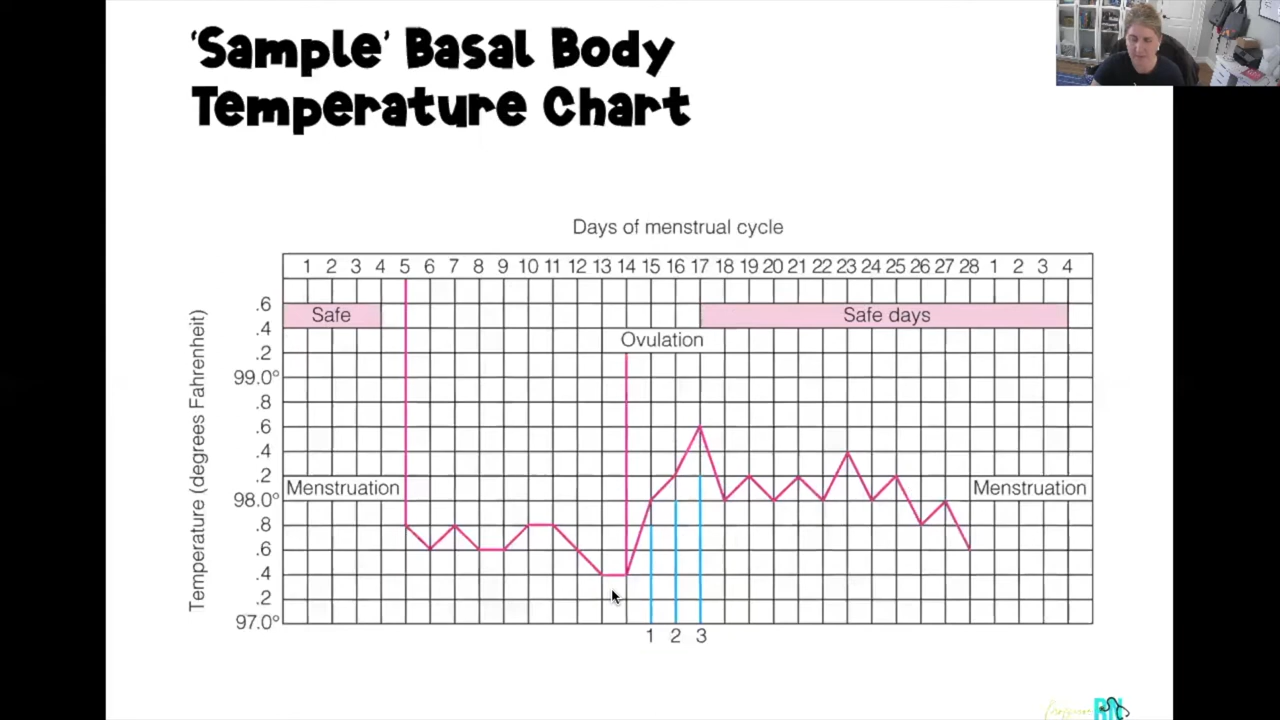 ‘Sample’ Basal Body
Temperature Chart
Days of menstrual cycle
1 2 3 4 5 6 7 8 9 10 11 12 13 14 15 16 17 18 19 20 21 22 23 24 25 26 27 28 1 2 3 4
Temperature (degrees Fahrenheit)
.6
Safe
Safe days
.4
Ovulation
.2
99.0°
.8
.6
.4
.2
Menstruation
Menstruation
98.0°
.8
.6
.4
.2
97.0°
1 2 3
RN